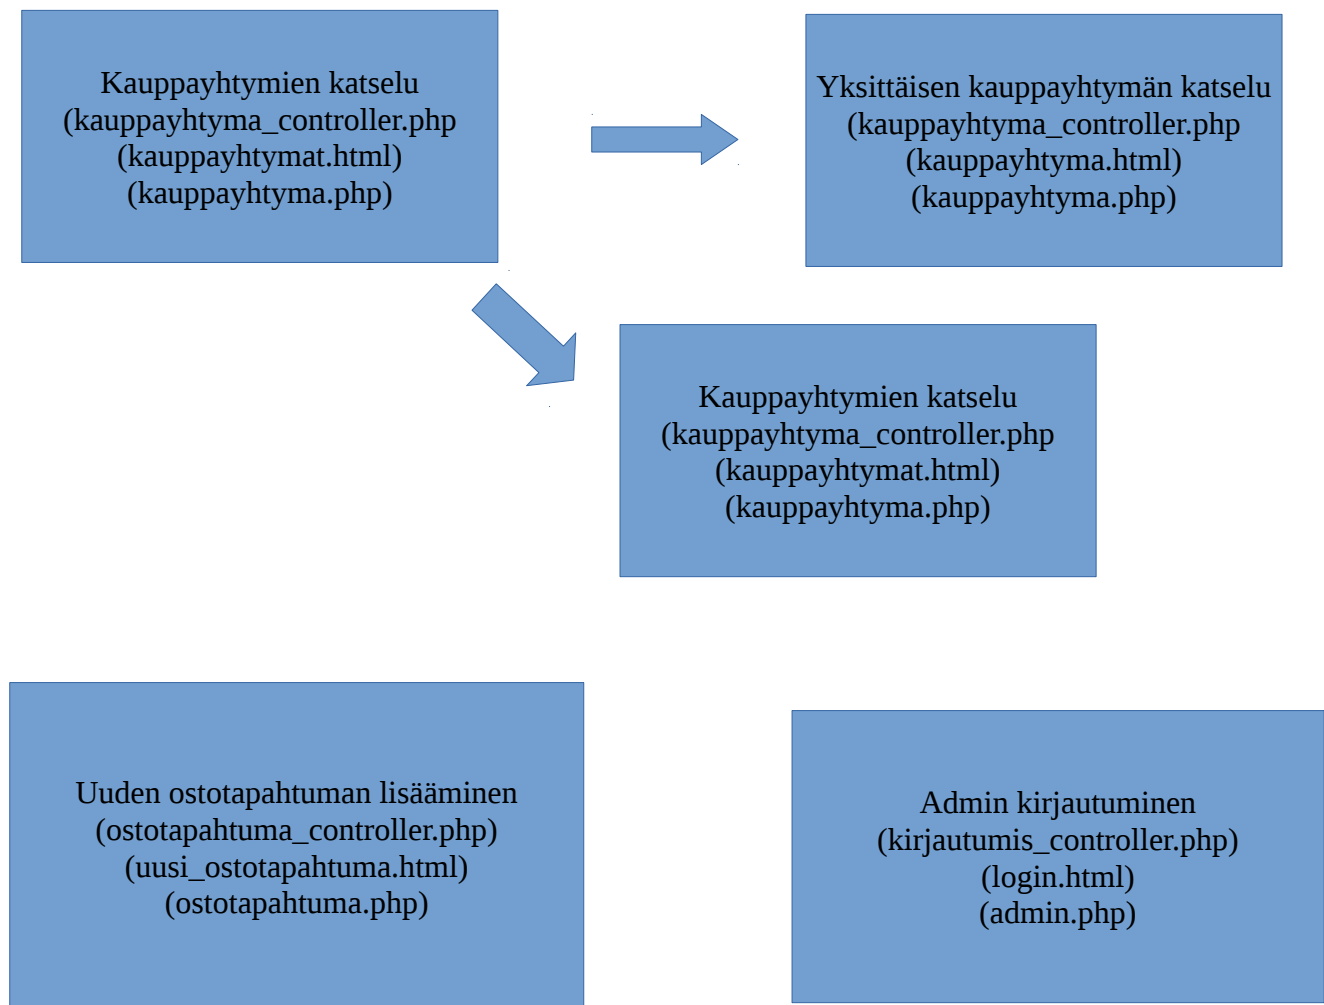 Kauppayhtymien katselu
(kauppayhtyma_controller.php
(kauppayhtymat.html)
(kauppayhtyma.php)
Yksittäisen kauppayhtymän katselu
(kauppayhtyma_controller.php
(kauppayhtyma.html)
(kauppayhtyma.php)
Kauppayhtymien katselu
(kauppayhtyma_controller.php
(kauppayhtymat.html)
(kauppayhtyma.php)
Uuden ostotapahtuman lisääminen
(ostotapahtuma_controller.php)
(uusi_ostotapahtuma.html)
(ostotapahtuma.php)
Admin kirjautuminen
(kirjautumis_controller.php)
(login.html)
(admin.php)